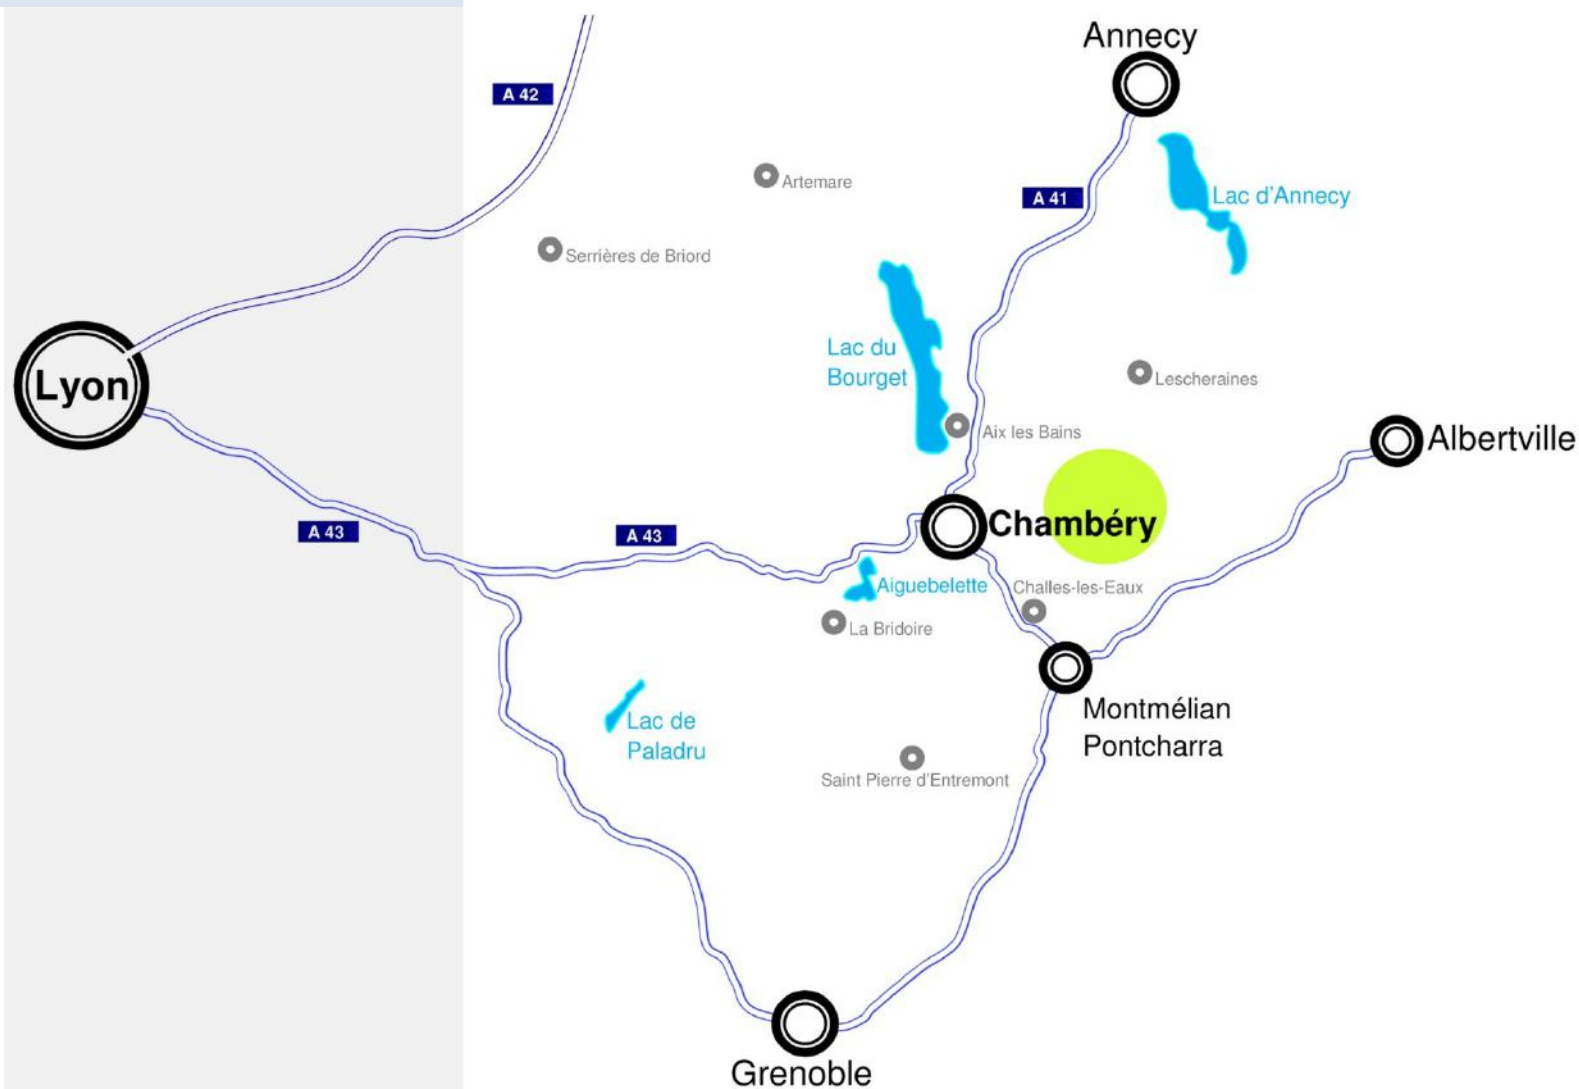 Annecy
A 42
Artemare
A 41
Lac d'Annecy
Serrières de Briord
Lac du
Bourget
Lescheraines
Lyon
Aix les Bains
Albertville
A 43
A 43
Chambéry
Aiguebelette
Challes-les-Eaux
La Bridoire
Lac de
Paladru
Montmélian
Pontcharra
Saint Pierre d'Entremont
Grenoble